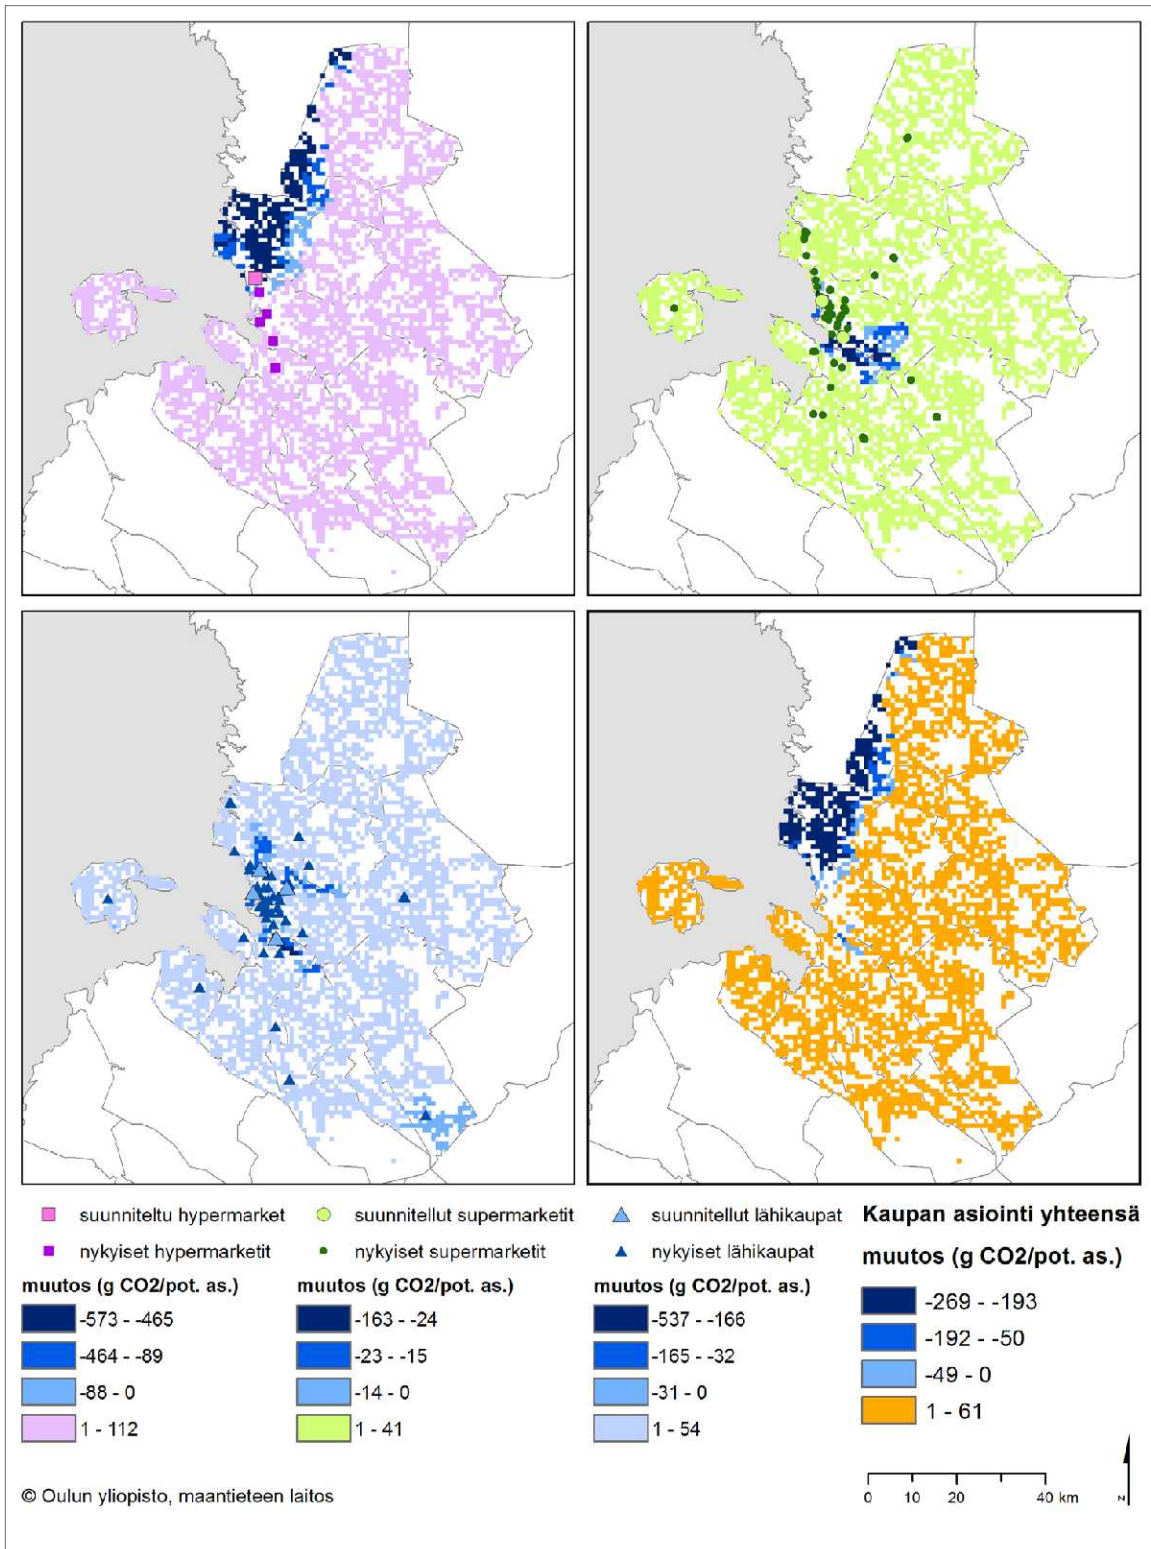 suunniteltu hypermarket
suunnitellut supermarketit
suunnitellut lähikaupat
Kaupan asiointi yhteensä
nykyiset hypermarketit
nykyiset supermarketit
nykyiset lähikaupat
muutos (g CO2/pot. as.)
-573 - -465
-464 - -89
-88 - 0
1 - 112
muutos (g CO2/pot. as.)
-163 - -24
-23 - -15
-14 - 0
1 - 41
muutos (g CO2/pot. as.)
-537 - -166
-165 - -32
-31 - 0
1 - 54
muutos (g CO2/pot. as.)
-269 - -193
-192 - -50
-49 - 0
1 - 61
0 10 20 40 km
N
© Oulun yliopisto, maantieteen laitos